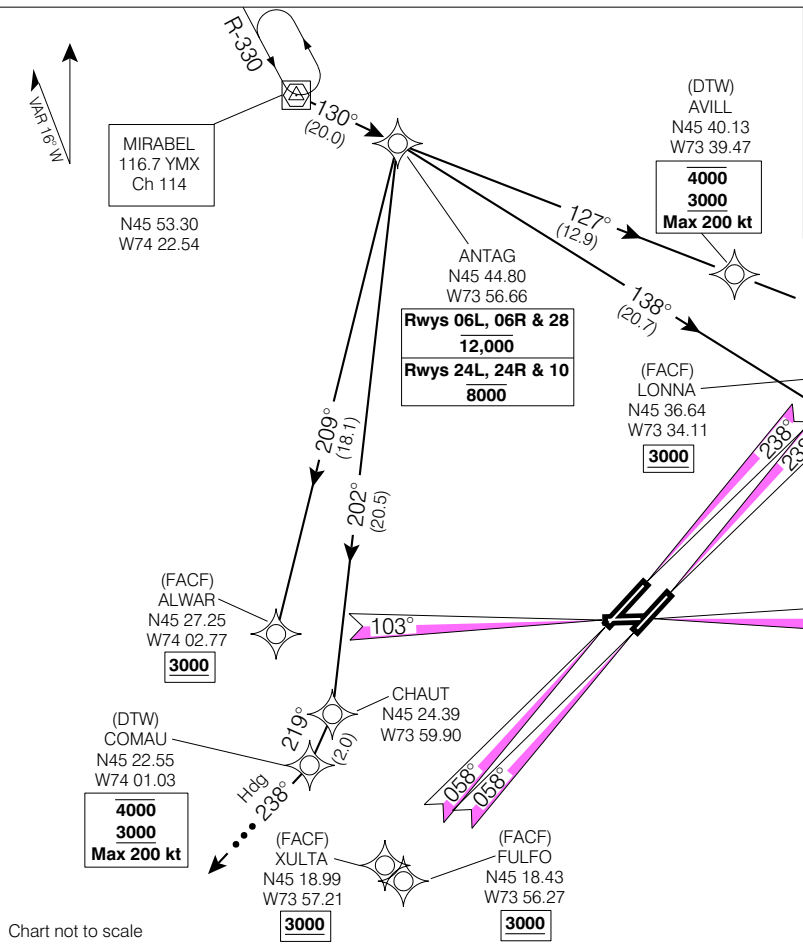 R-330
VAR 16° W
MIRABEL
116.7 YMX
Ch 114
N45 53.30
W74 22.54
130°
(20.0)
(DTW)
AVILL
N45 40.13
W73 39.47
4000
3000
Max 200 kt
127°
(12.9)
ANTAG
N45 44.80
W73 56.66
Rwys 06L, 06R & 28
12,000
Rwys 24L, 24R & 10
8000
138°
(20.7)
(FACF)
LONNA
N45 36.64
W73 34.11
3000
238°
238
209°
(18.1)
202°
(20.5)
(FACF)
ALWAR
N45 27.25
W74 02.77
3000
103°
CHAUT
N45 24.39
W73 59.90
219°
(2.0)
(DTW)
COMAU
N45 22.55
W74 01.03
4000
3000
Max 200 kt
Hdg
238°
058°
058°
(FACF)
XULTA
N45 18.99
W73 57.21
3000
(FACF)
FULFO
N45 18.43
W73 56.27
3000
Chart not to scale